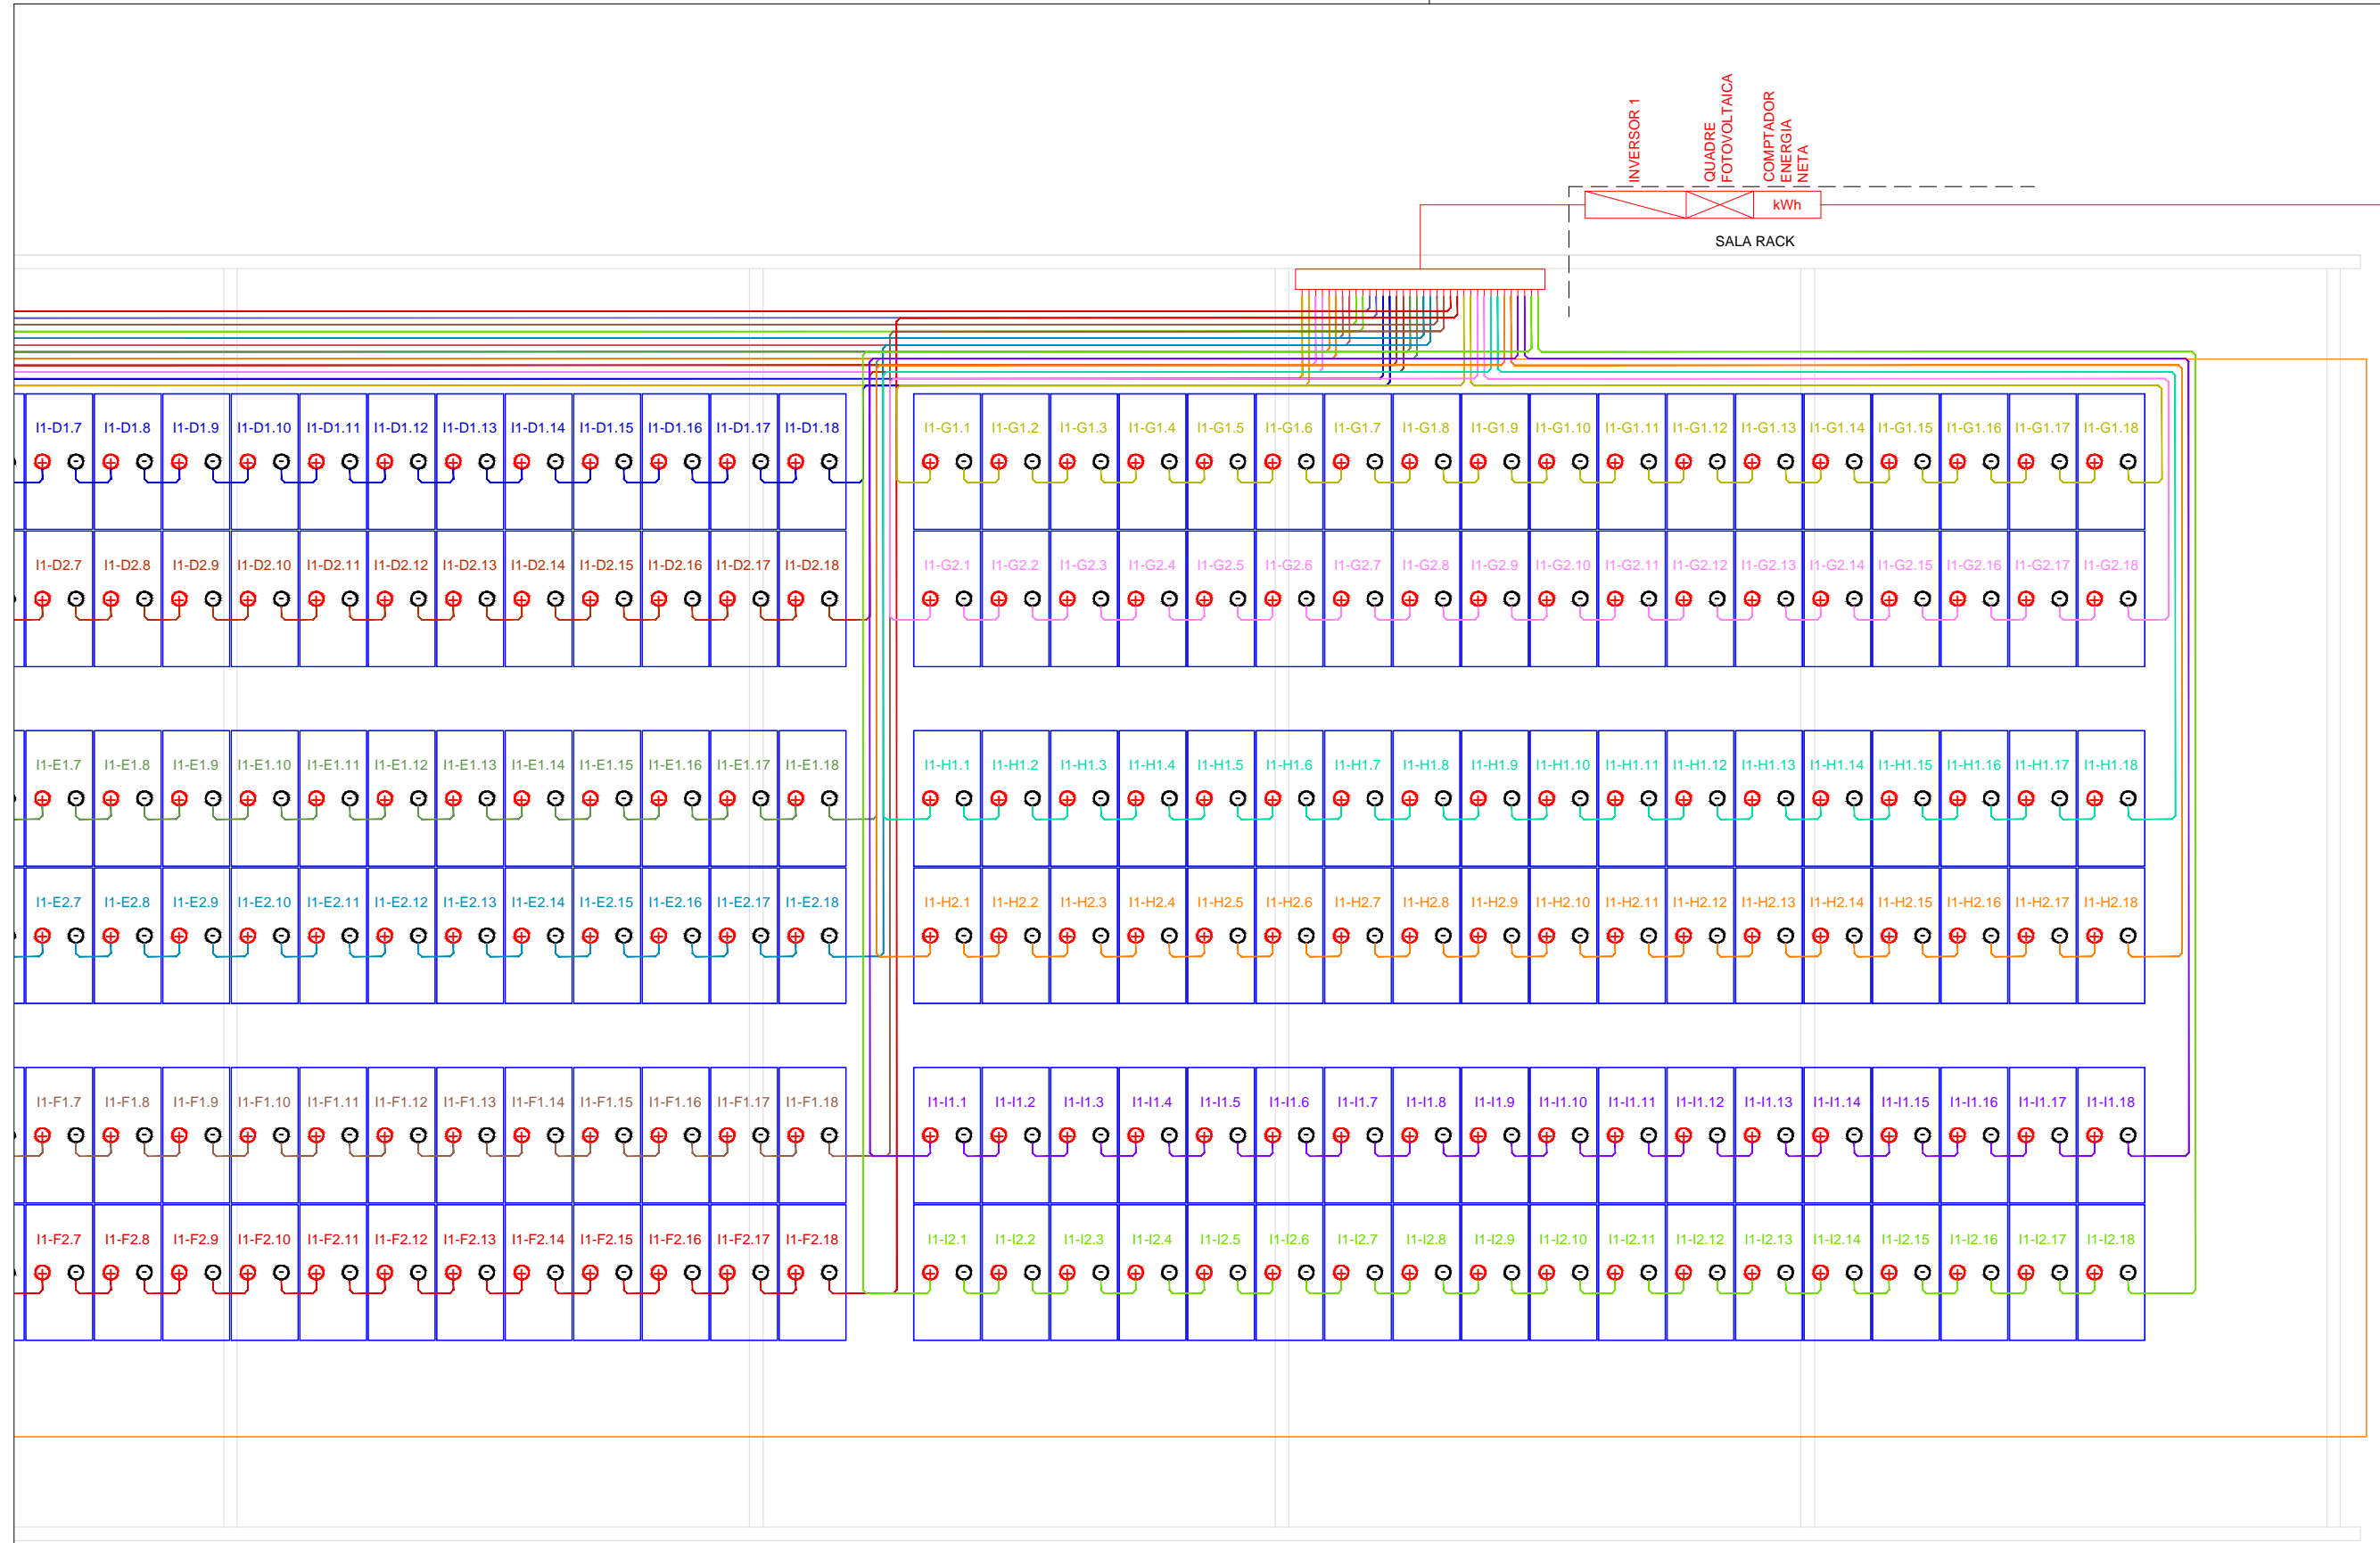 INVERSOR 1
QUADRE
FOTOVOLTAICA
COMPTADOR
ENERGIA
NETA
kWh
SALA RACK
I1-D1.7 I1-D1.8 I1-D1.9 I1-D1.10 I1-D1.11 I1-D1.12 I1-D1.13 I1-D1.14 I1-D1.15 I1-D1.16 I1-D1.17 I1-D1.18 I1-G1.1 I1-G1.2 I1-G1.3 I1-G1.4 I1-G1.5 I1-G1.6 I1-G1.7 I1-G1.8 I1-G1.9 I1-G1.10 I1-G1.11 I1-G1.12 I1-G1.13 I1-G1.14 I1-G1.15 I1-G1.16 I1-G1.17 I1-G1.18
I1-D2.7 I1-D2.8 I1-D2.9 I1-D2.10 I1-D2.11 I1-D2.12 I1-D2.13 I1-D2.14 I1-D2.15 I1-D2.16 I1-D2.17 I1-D2.18 I1-G2.1 I1-G2.2 I1-G2.3 I1-G2.4 I1-G2.5 I1-G2.6 I1-G2.7 I1-G2.8 I1-G2.9 I1-G2.10 I1-G2.11 I1-G2.12 I1-G2.13 I1-G2.14 I1-G2.15 I1-G2.16 I1-G2.17 I1-G2.18
I1-E1.7 I1-E1.8 I1-E1.9 I1-E1.10 I1-E1.11 I1-E1.12 I1-E1.13 I1-E1.14 I1-E1.15 I1-E1.16 I1-E1.17 I1-E1.18 I1-H1.1 I1-H1.2 I1-H1.3 I1-H1.4 I1-H1.5 I1-H1.6 I1-H1.7 I1-H1.8 I1-H1.9 I1-H1.10 I1-H1.11 I1-H1.12 I1-H1.13 I1-H1.14 I1-H1.15 I1-H1.16 I1-H1.17 I1-H1.18
I1-E2.7 I1-E2.8 I1-E2.9 I1-E2.10 I1-E2.11 I1-E2.12 I1-E2.13 I1-E2.14 I1-E2.15 I1-E2.16 I1-E2.17 I1-E2.18 I1-H2.1 I1-H2.2 I1-H2.3 I1-H2.4 I1-H2.5 I1-H2.6 I1-H2.7 I1-H2.8 I1-H2.9 I1-H2.10 I1-H2.11 I1-H2.12 I1-H2.13 I1-H2.14 I1-H2.15 I1-H2.16 I1-H2.17 I1-H2.18
I1-F1.7 I1-F1.8 I1-F1.9 I1-F1.10 I1-F1.11 I1-F1.12 I1-F1.13 I1-F1.14 I1-F1.15 I1-F1.16 I1-F1.17 I1-F1.18 I1-I1.1 I1-I1.2 I1-I1.3 I1-I1.4 I1-I1.5 I1-I1.6 I1-I1.7 I1-I1.8 I1-I1.9 I1-I1.10 I1-I1.11 I1-I1.12 I1-I1.13 I1-I1.14 I1-I1.15 I1-I1.16 I1-I1.17 I1-I1.18
I1-F2.7 I1-F2.8 I1-F2.9 I1-F2.10 I1-F2.11 I1-F2.12 I1-F2.13 I1-F2.14 I1-F2.15 I1-F2.16 I1-F2.17 I1-F2.18 I1-I2.1 I1-I2.2 I1-I2.3 I1-I2.4 I1-I2.5 I1-I2.6 I1-I2.7 I1-I2.8 I1-I2.9 I1-I2.10 I1-I2.11 I1-I2.12 I1-I2.13 I1-I2.14 I1-I2.15 I1-I2.16 I1-I2.17 I1-I2.18